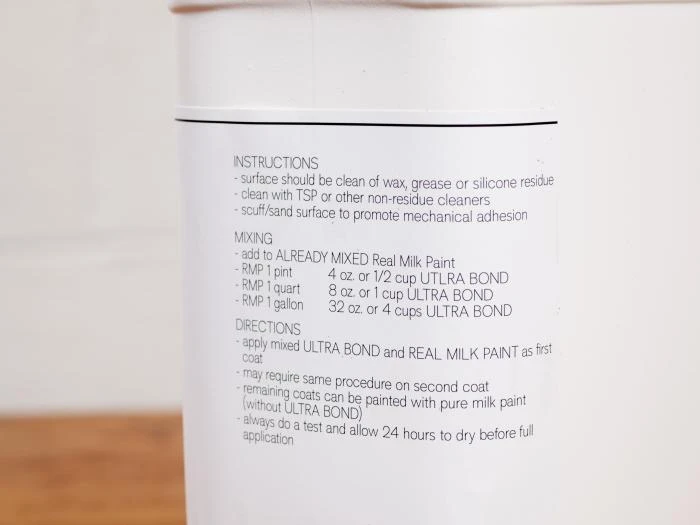 INSTRUCTIONS
- surface should be clean of wax, grease or silicone residue
- clean with TSP or other non-residue cleaners
- scuff/sand surface to promote mechanical adhesion
MIXING
- add to ALREADY MIXED Real Milk Paint
- RMP 1 pint 4 oz. or 1/2 cup UTLRA BOND
- RMP 1 quart 8 oz. or 1 cup ULTRA BOND
- RMP 1 gallon 32 oz. or 4 cups ULTRA BOND
DIRECTIONS
- apply mixed ULTRA BOND and REAL MILK PAINT as first
coat
- may require same procedure on second coat
- remaining coats can be painted with pure milk paint
(without ULTRA BOND)
- always do a test and allow 24 hours to dry before full
application